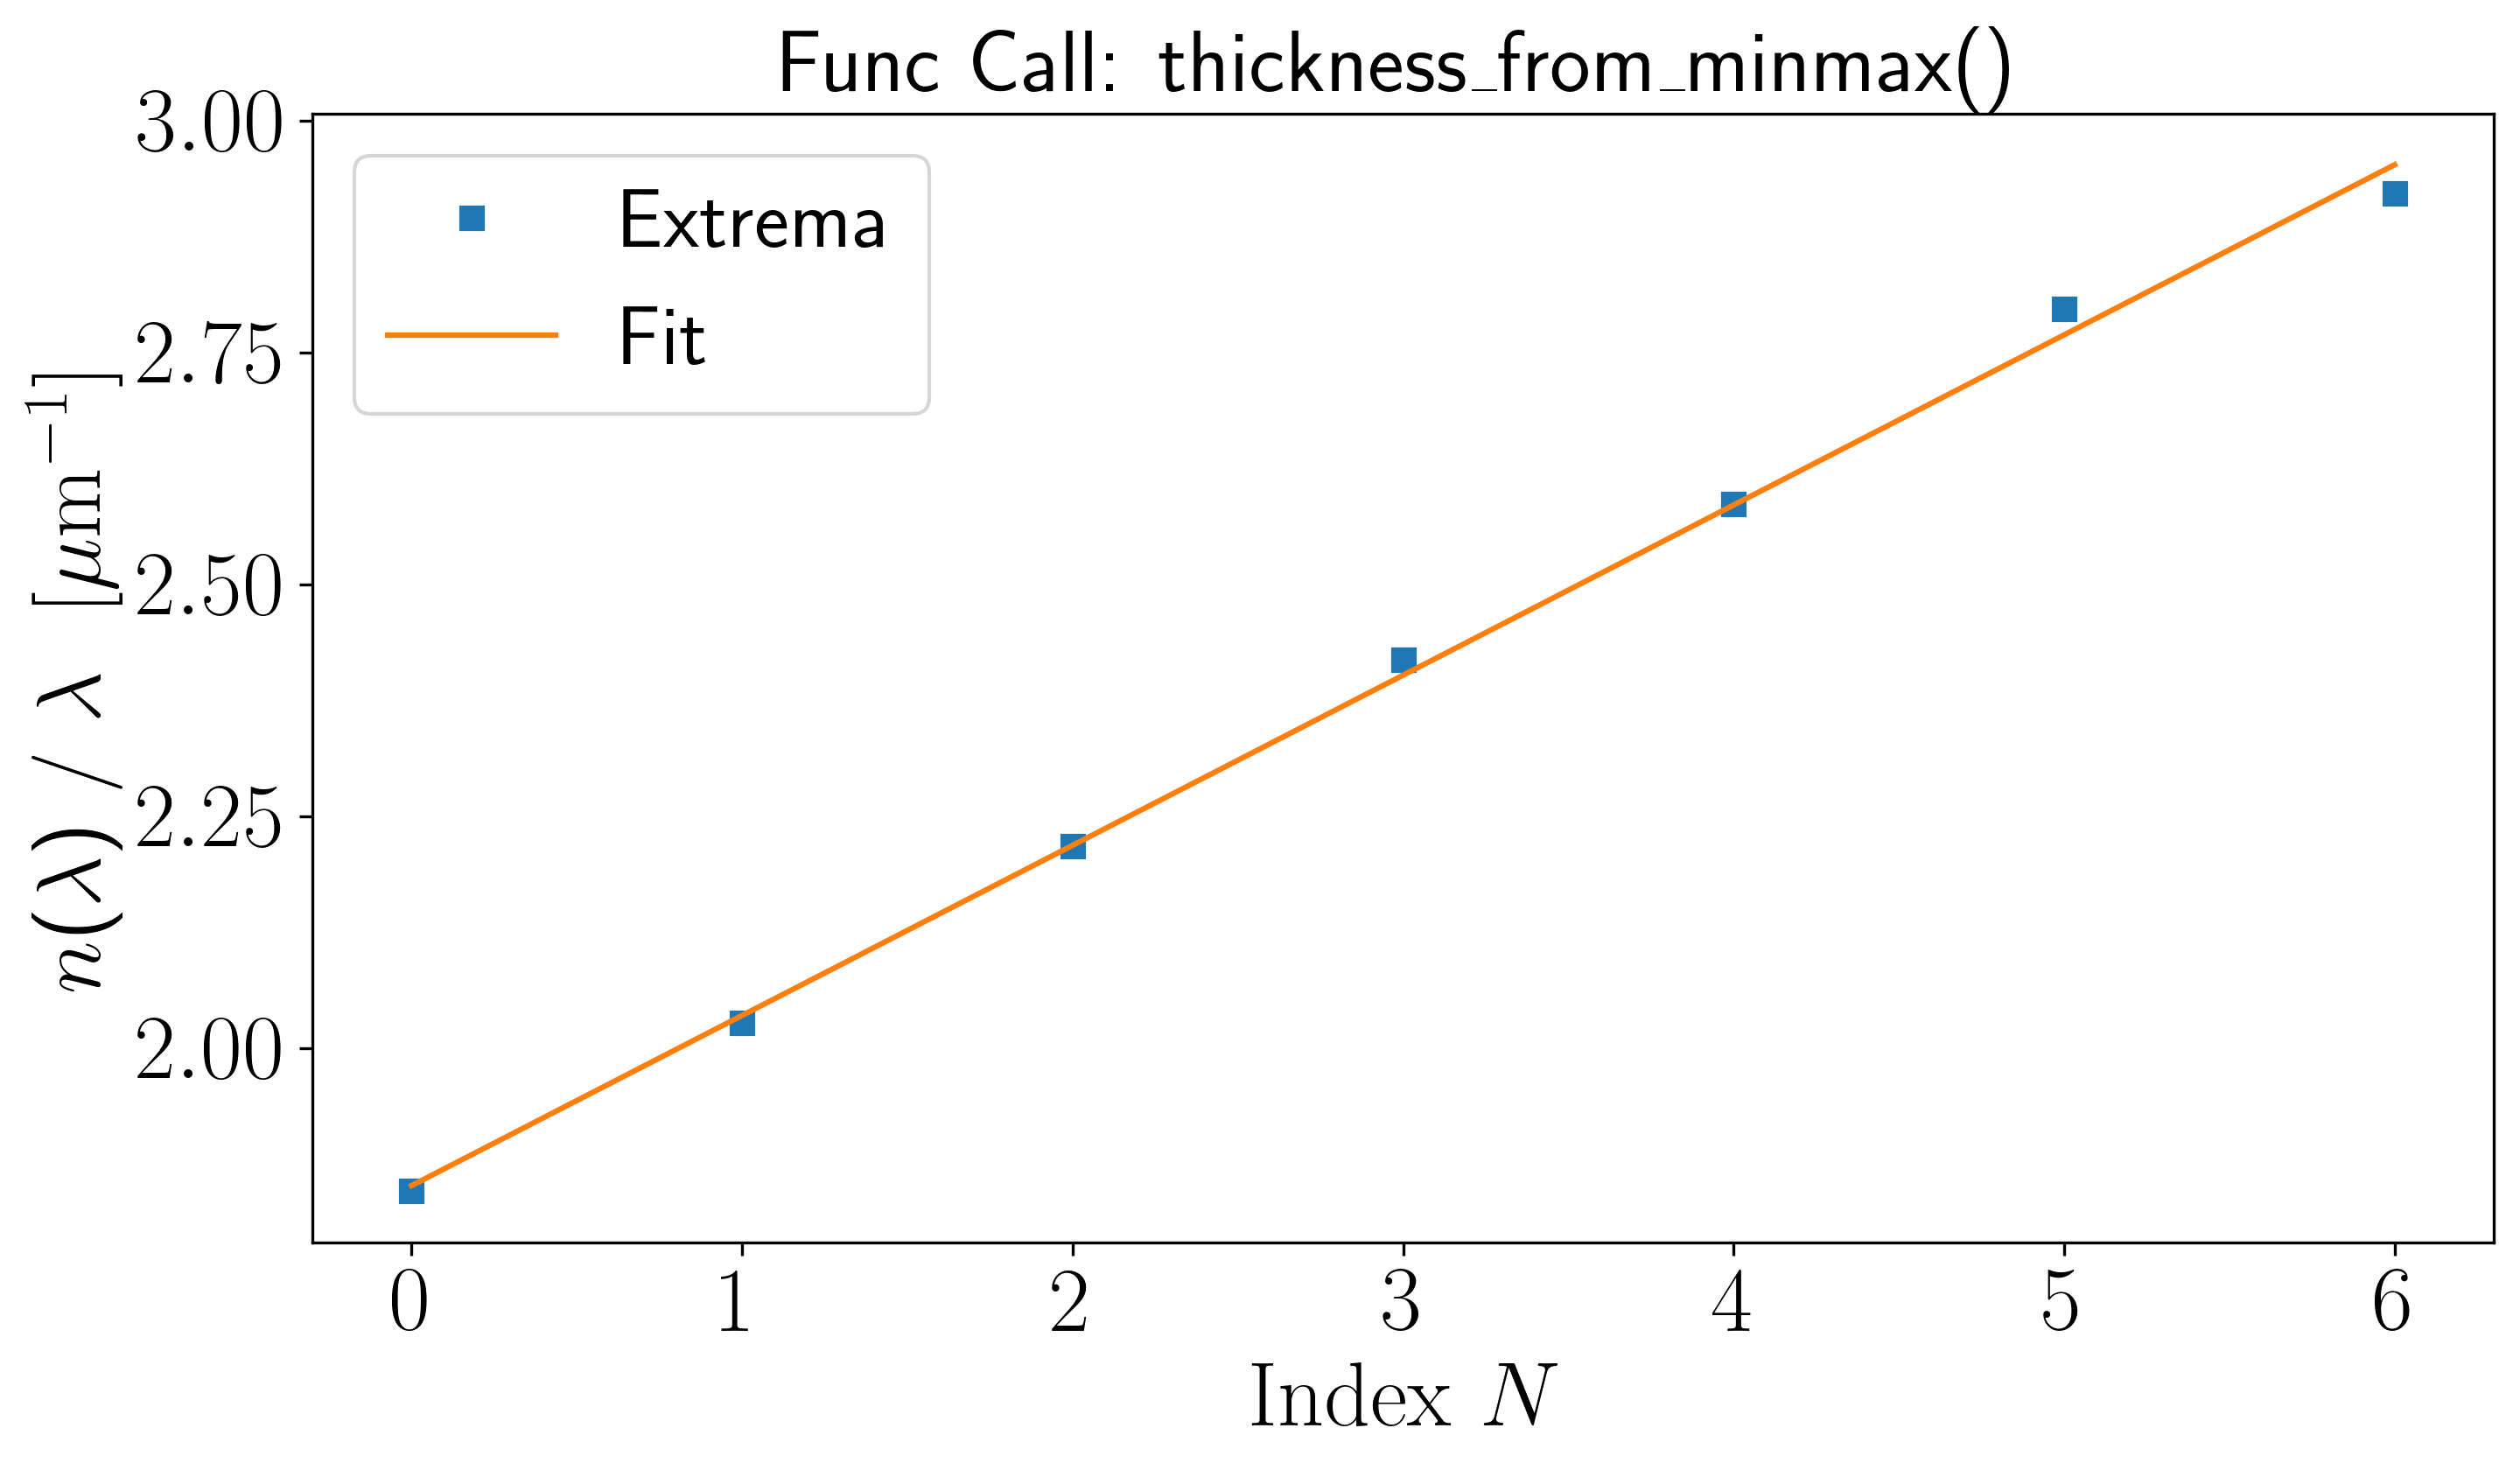 Func Call: thickness_from_minmax()
3.00
2.75
2.50
2.25
2.00
n(λ) / λ [μm⁻¹]
Extrema
Fit
0 1 2 3 4 5 6
Index N